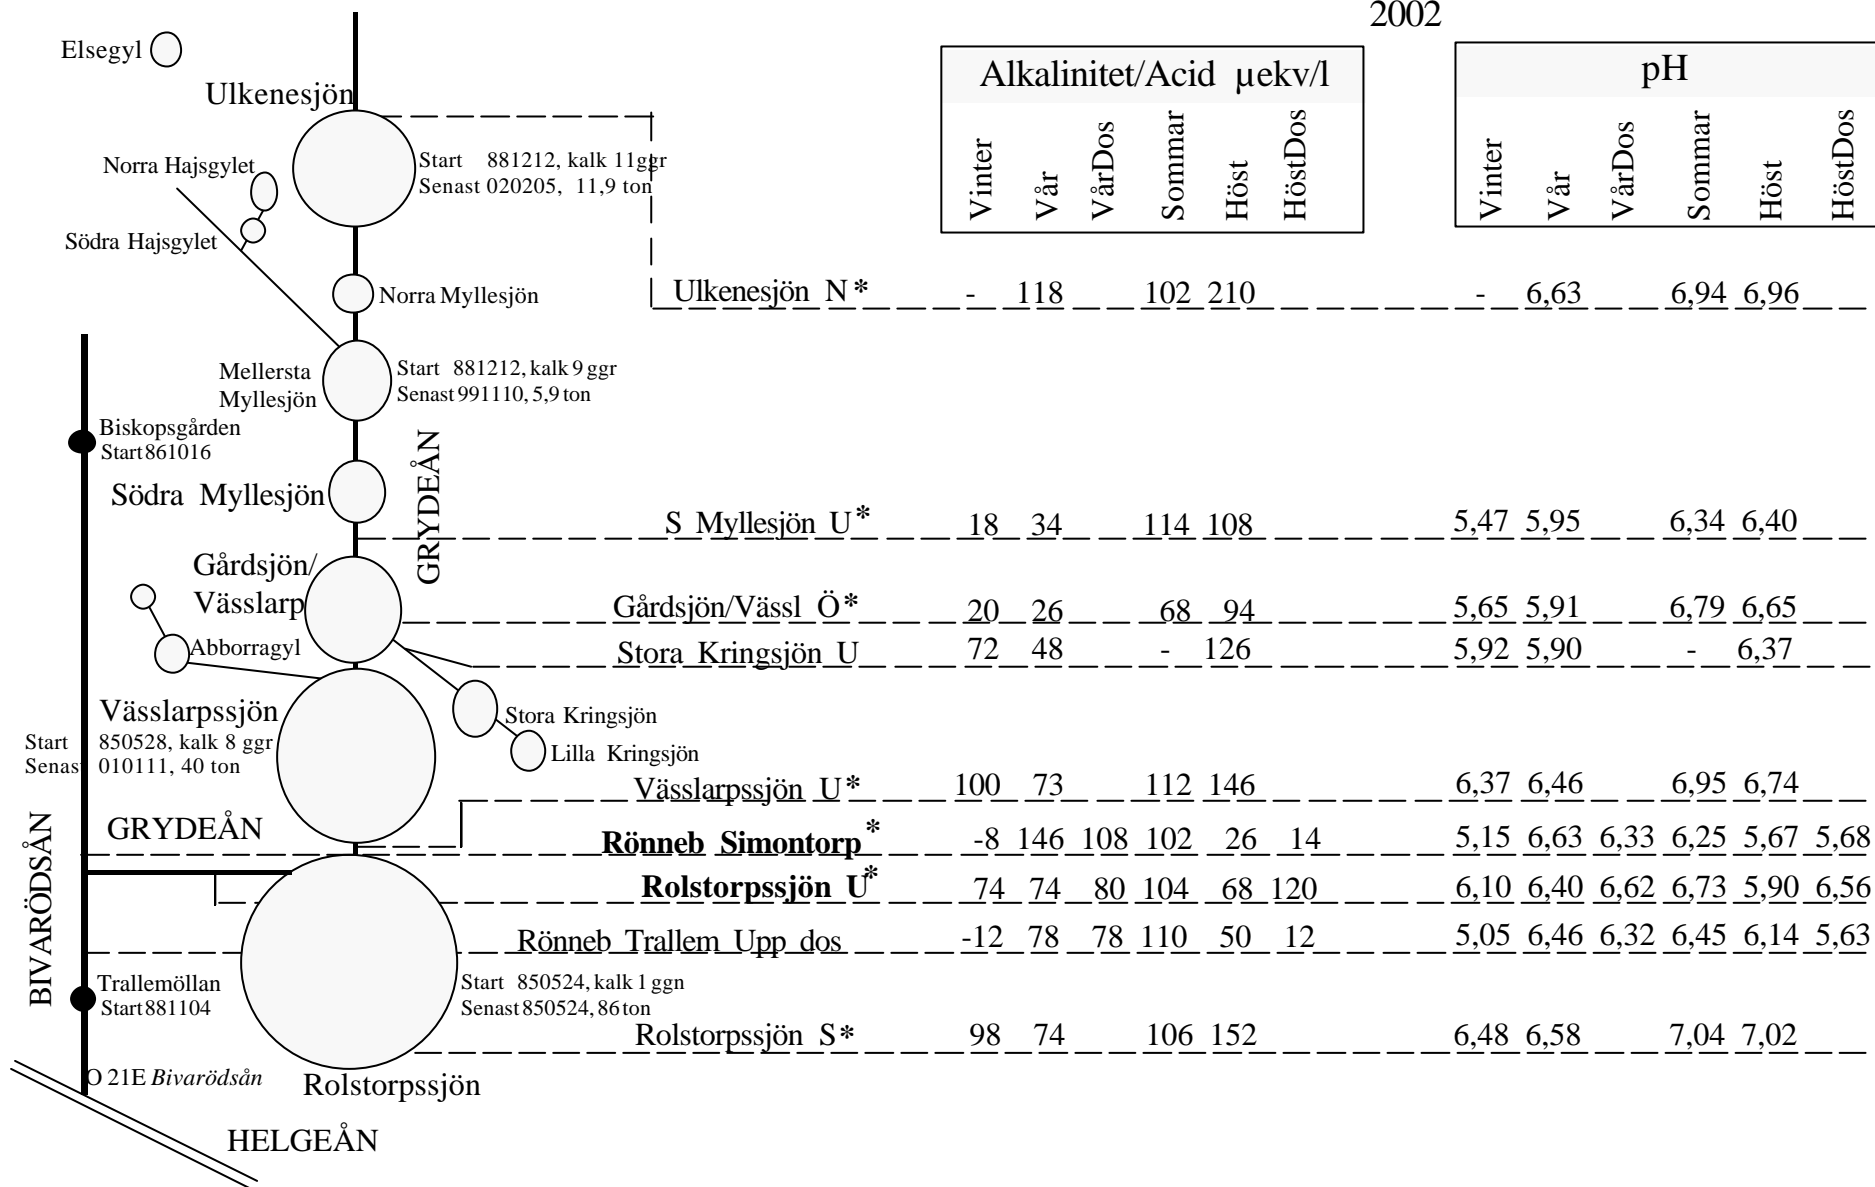 2002
Elsegyl
Ulkenesjön
Alkalinitet/Acid µekv/l
pH
Vinter
Vår
VårDos
Sommar
Höst
HöstDos
Vinter
Vår
VårDos
Sommar
Höst
HöstDos
Norra Hajsgylet
Start 881212, kalk 11ggr
Senast 020205, 11,9 ton
Södra Hajsgylet
Norra Myllesjön
Ulkenesjön N* - 118 102 210 - 6,63 6,94 6,96
Mellersta
Myllesjön
Start 881212, kalk 9 ggr
Senast 991110, 5,9 ton
Biskopsgården
Start 861016
GRYDEÅN
Södra Myllesjön
S Myllesjön U* 18 34 114 108 5,47 5,95 6,34 6,40
Gårdsjön/
Vässlarp
Gårdsjön/Vässl Ö* 20 26 68 94 5,65 5,91 6,79 6,65
Abborragyl
Stora Kringsjön U 72 48 - 126 5,92 5,90 - 6,37
Vässlarpssjön
Start 850528, kalk 8 ggr
Senast 010111, 40 ton
Stora Kringsjön
Lilla Kringsjön
Vässlarpssjön U* 100 73 112 146 6,37 6,46 6,95 6,74
GRYDEÅN
Rönneb Simontorp* -8 146 108 102 26 14 5,15 6,63 6,33 6,25 5,67 5,68
Rolstorpssjön U* 74 74 80 104 68 120 6,10 6,40 6,62 6,73 5,90 6,56
BIVARÖDSÅN
Rönneb Trallem Upp dos -12 78 78 110 50 12 5,05 6,46 6,32 6,45 6,14 5,63
Trallemöllan
Start 881104
Start 850524, kalk 1 ggn
Senast 850524, 86 ton
Rolstorpssjön S* 98 74 106 152 6,48 6,58 7,04 7,02
O 21E Bivarödsån
Rolstorpssjön
HELGEÅN